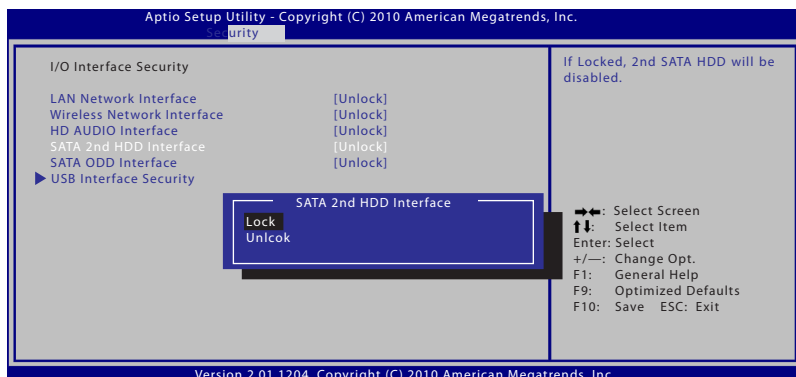 Aptio Setup Utility - Copyright (C) 2010 American Megatrends, Inc.
Security
I/O Interface Security
LAN Network Interface [Unlock]
Wireless Network Interface [Unlock]
HD AUDIO Interface [Unlock]
SATA 2nd HDD Interface [Unlock]
SATA ODD Interface [Unlock]
USB Interface Security
SATA 2nd HDD Interface
Lock
Unlcok
If Locked, 2nd SATA HDD will be
disabled.
→←: Select Screen
↑↓: Select Item
Enter: Select
+/—: Change Opt.
F1: General Help
F9: Optimized Defaults
F10: Save ESC: Exit
Version 2.01.1204. Copyright (C) 2010 American Megatrends, Inc.